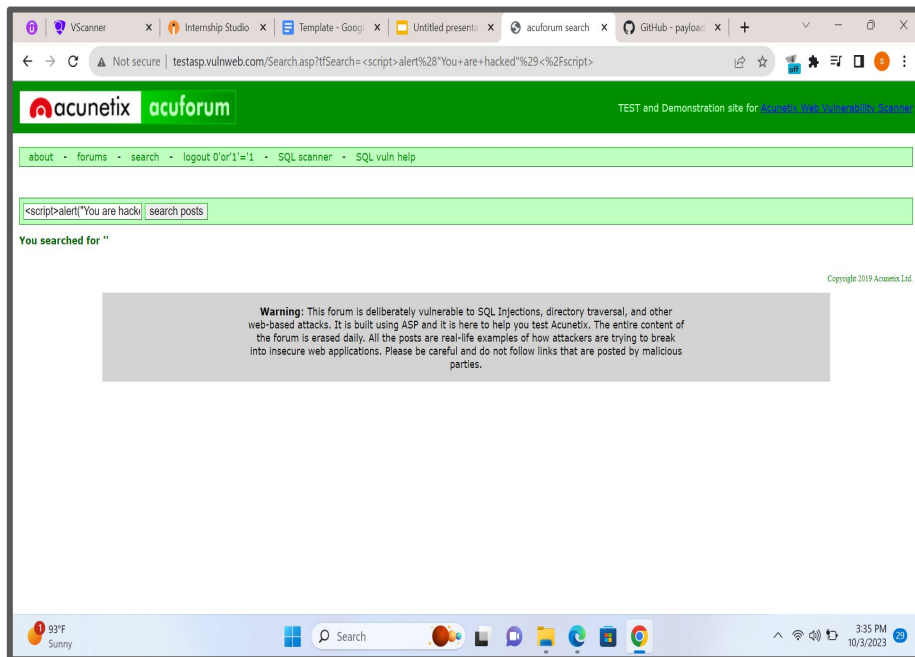 VScanner
Internship Studio
Template - Googl
Untitled presenta
acuforum search
GitHub - payload
Not secure | testasp.vulnweb.com/Search.asp?tfSearch=<script>alert%28"You+are+hacked"%29<%2Fscript>
off
S
acunetix acuforum
TEST and Demonstration site for Acunetix Web Vulnerability Scanner
about - forums - search - logout 0'or'1'='1 - SQL scanner - SQL vuln help
<script>alert("You are hacke search posts
You searched for ''
Copyright 2019 Acunetix Ltd.
Warning: This forum is deliberately vulnerable to SQL Injections, directory traversal, and other
web-based attacks. It is built using ASP and it is here to help you test Acunetix. The entire content of
the forum is erased daily. All the posts are real-life examples of how attackers are trying to break
into insecure web applications. Please be careful and do not follow links that are posted by malicious
parties.
1
93°F
Sunny
Search
3:35 PM
10/3/2023
29